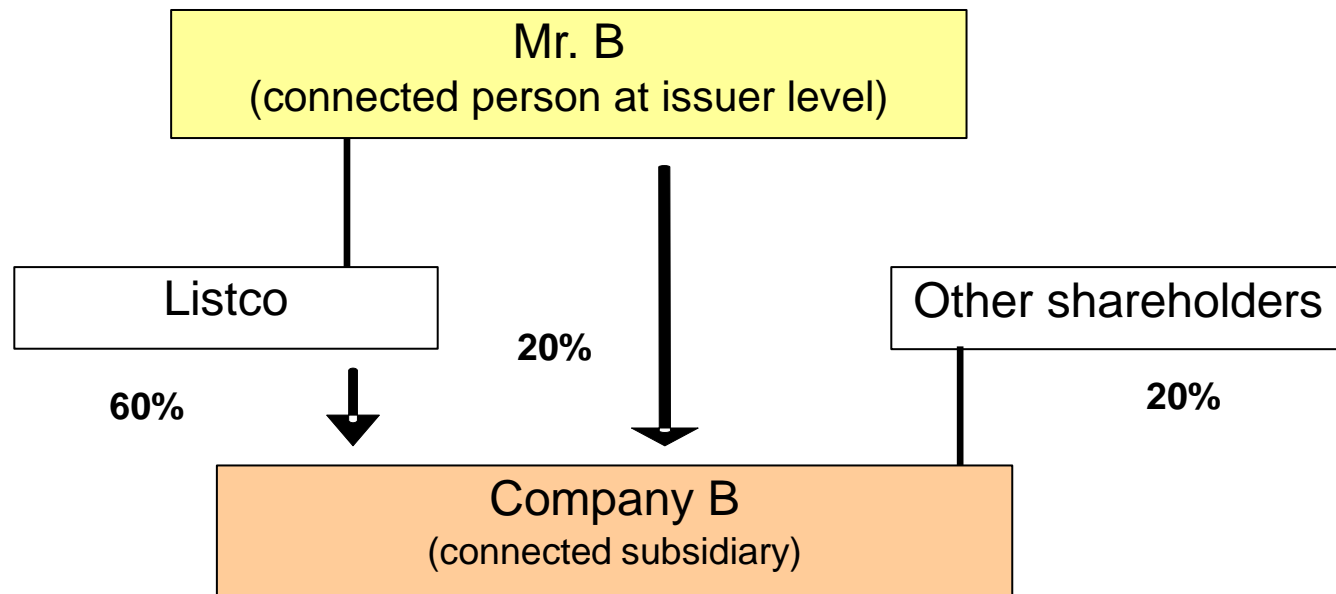 Mr. B
(connected person at issuer level)
Listco
Other shareholders
20%
60%
20%
Company B
(connected subsidiary)